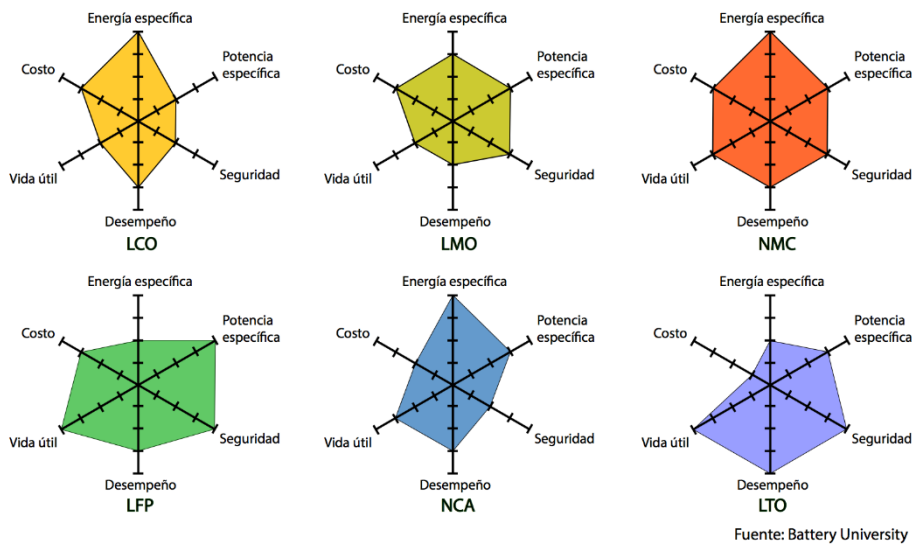 Energía específica
Potencia
específica
Costo
Vida útil
Seguridad
Desempeño
LCO
Energía específica
Potencia
específica
Costo
Vida útil
Seguridad
Desempeño
LMO
Energía específica
Potencia
específica
Costo
Vida útil
Seguridad
Desempeño
NMC
Energía específica
Potencia
específica
Costo
Vida útil
Seguridad
Desempeño
LFP
Energía específica
Potencia
específica
Costo
Vida útil
Seguridad
Desempeño
NCA
Energía específica
Potencia
específica
Costo
Vida útil
Seguridad
Desempeño
LTO
Fuente: Battery University